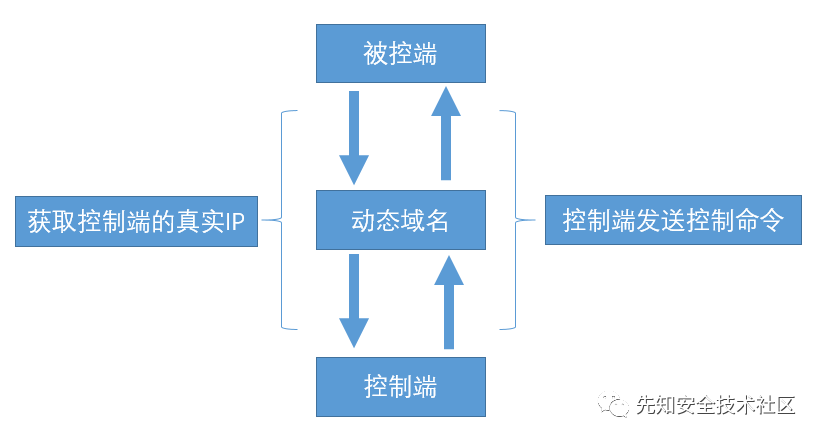 被控端
获取控制端的真实IP
动态域名
控制端发送控制命令
控制端
先知安全技术社区